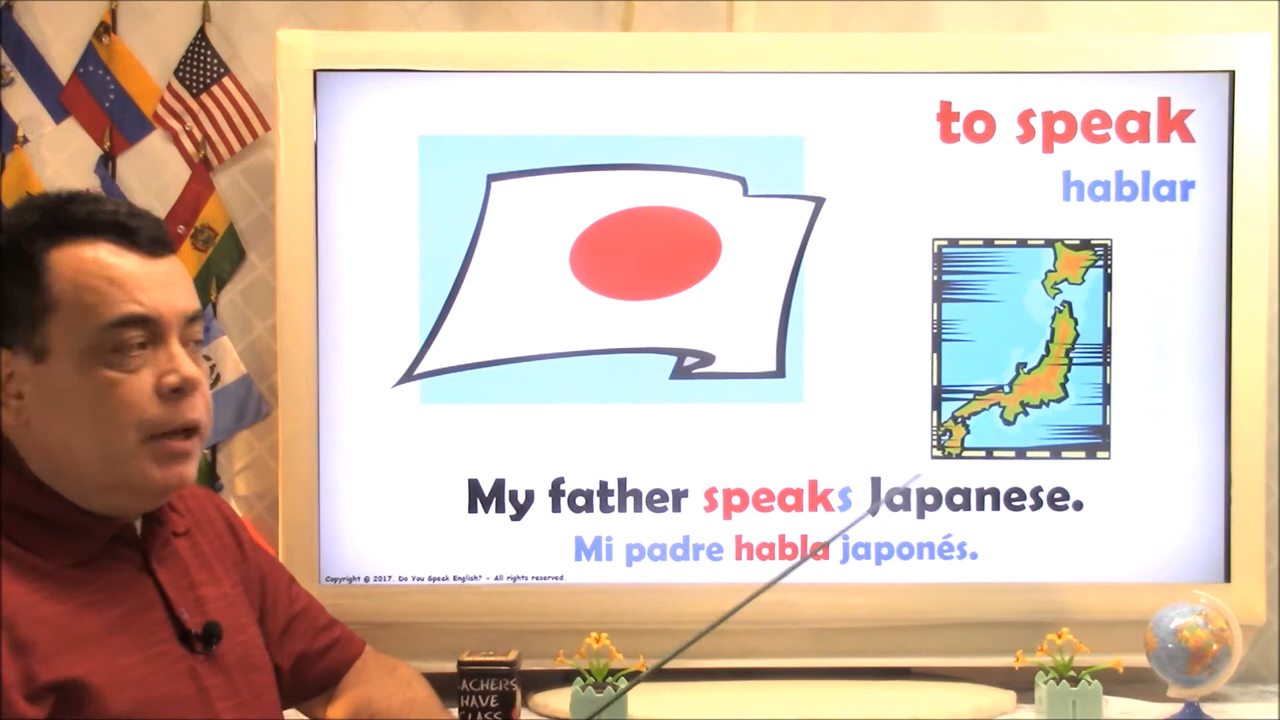 to speak
hablar
My father speaks Japanese.
Mi padre habla japonés.
Copyright © 2017. Do You Speak English? - All rights reserved.
ACHERS
HAVE
CLASS